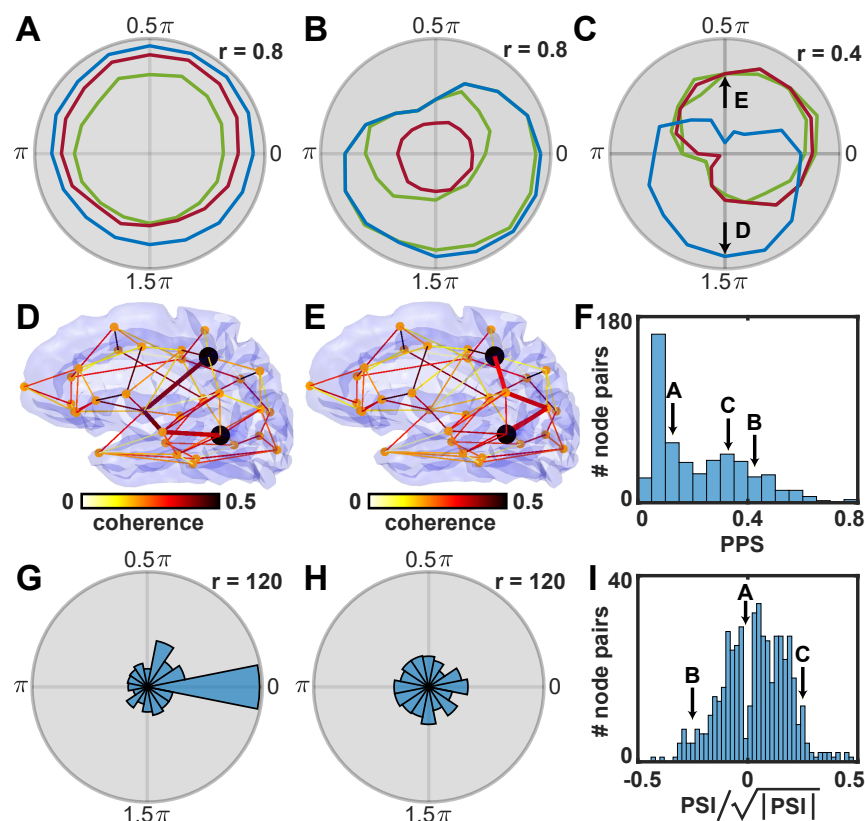 A
0.5π
r = 0.8
π
0
1.5π
B
0.5π
r = 0.8
π
0
1.5π
C
0.5π
r = 0.4
E
D
π
0
1.5π
D
0
0.5
coherence
E
0
0.5
coherence
F
180
# node pairs
A
C
B
0
0
0.4
0.8
PPS
G
0.5π
r = 120
π
0
1.5π
H
0.5π
r = 120
π
0
1.5π
I
40
# node pairs
A
B
C
0
-0.5
0
0.5
PSI/√|PSI|